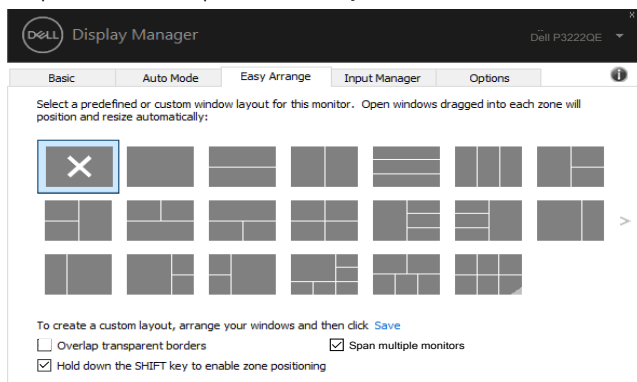 DELL Display Manager
Dell P3222QE
Basic Auto Mode Easy Arrange Input Manager Options
Select a predefined or custom window layout for this monitor. Open windows dragged into each zone will
position and resize automatically:
To create a custom layout, arrange your windows and then click Save
Overlap transparent borders Span multiple monitors
Hold down the SHIFT key to enable zone positioning